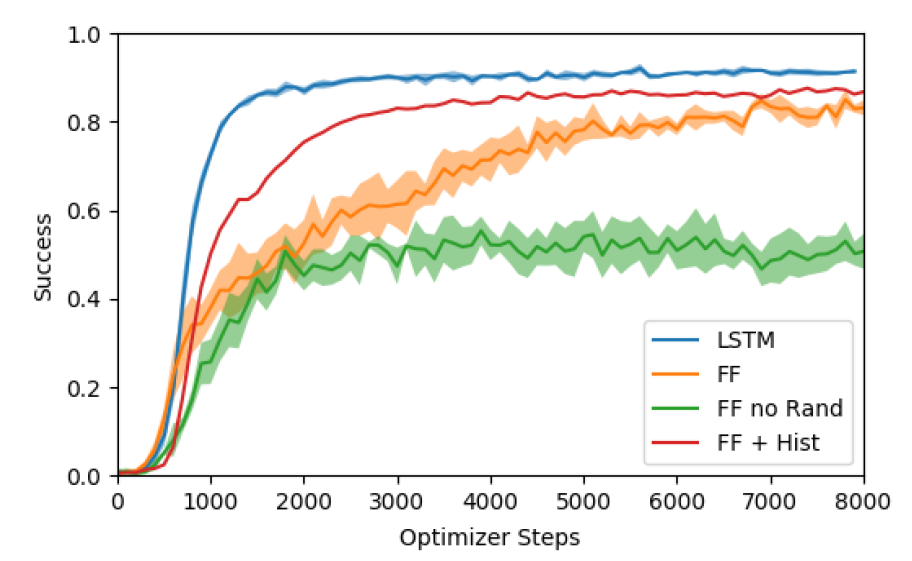 1.0
0.8
0.6
0.4
0.2
0.0
Success
0 1000 2000 3000 4000 5000 6000 7000 8000
Optimizer Steps
LSTM
FF
FF no Rand
FF + Hist